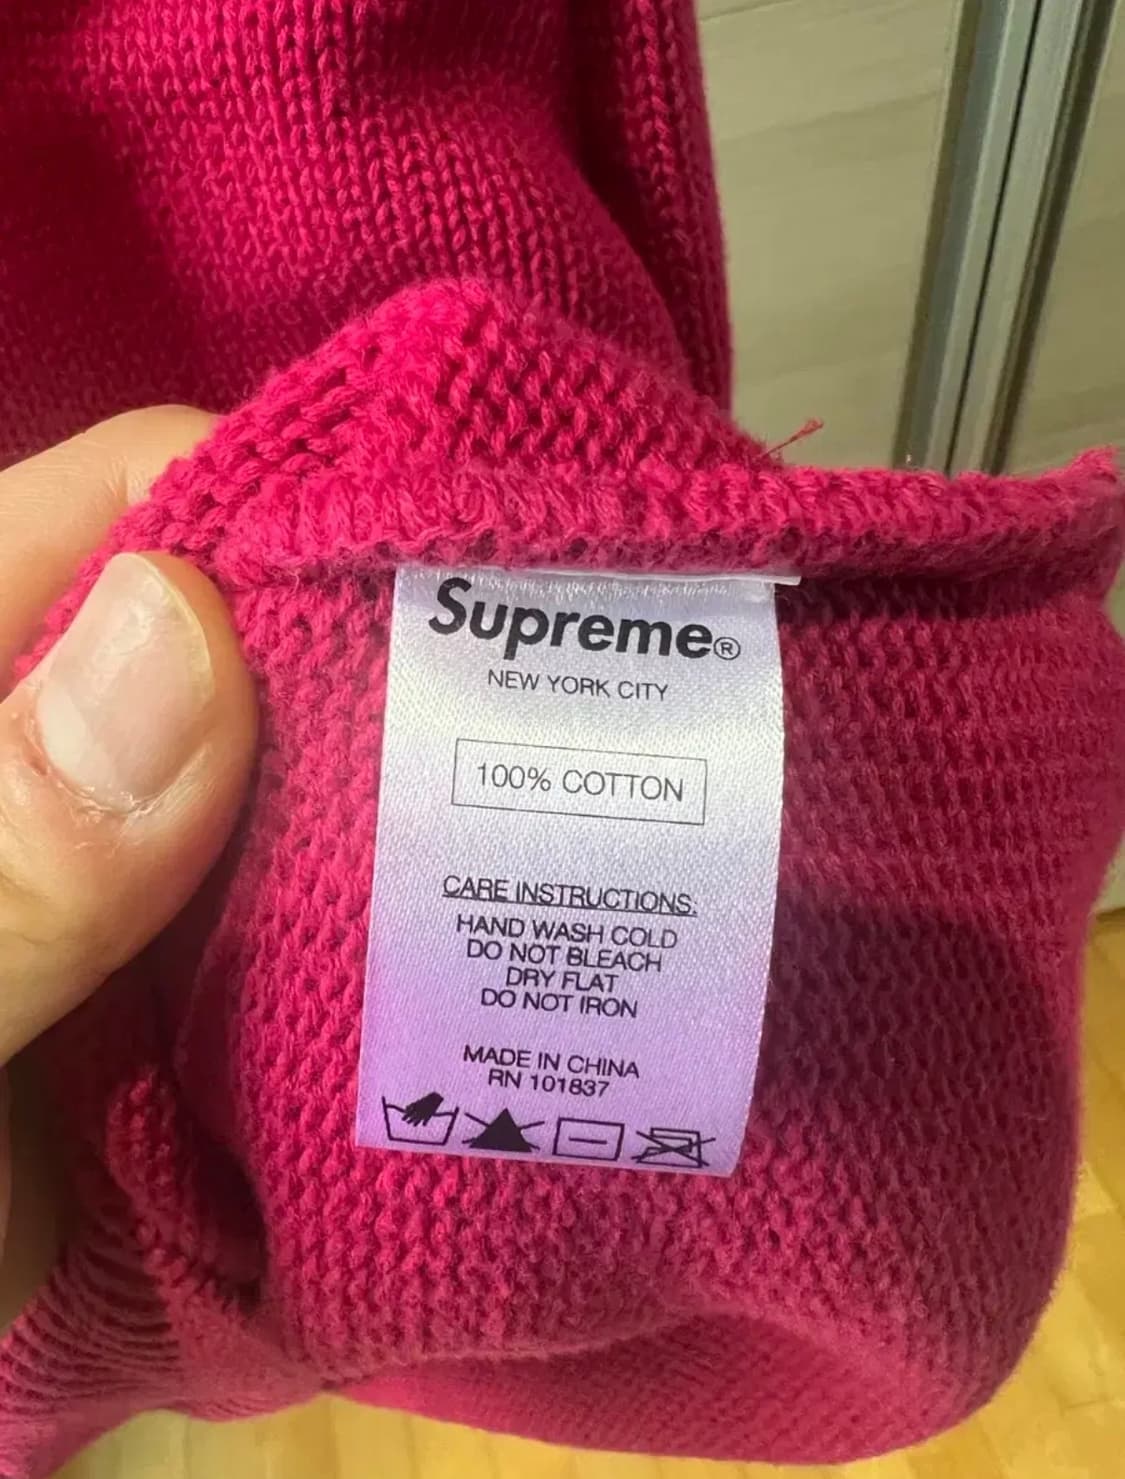 Supreme®
NEW YORK CITY
100% COTTON
CARE INSTRUCTIONS.
HAND WASH COLD
DO NOT BLEACH
DRY FLAT
DO NOT IRON
MADE IN CHINA
RN 101837